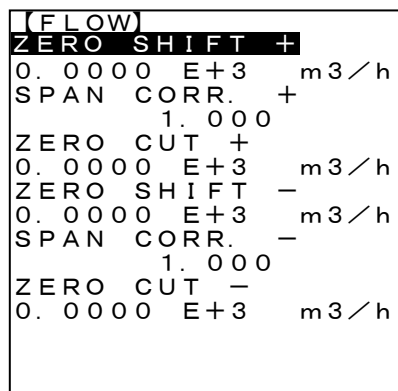 【FLOW】
ZERO SHIFT +
0.0000 E+3 m3/h
SPAN CORR. +
1.000
ZERO CUT +
0.0000 E+3 m3/h
ZERO SHIFT -
0.0000 E+3 m3/h
SPAN CORR. -
1.000
ZERO CUT -
0.0000 E+3 m3/h